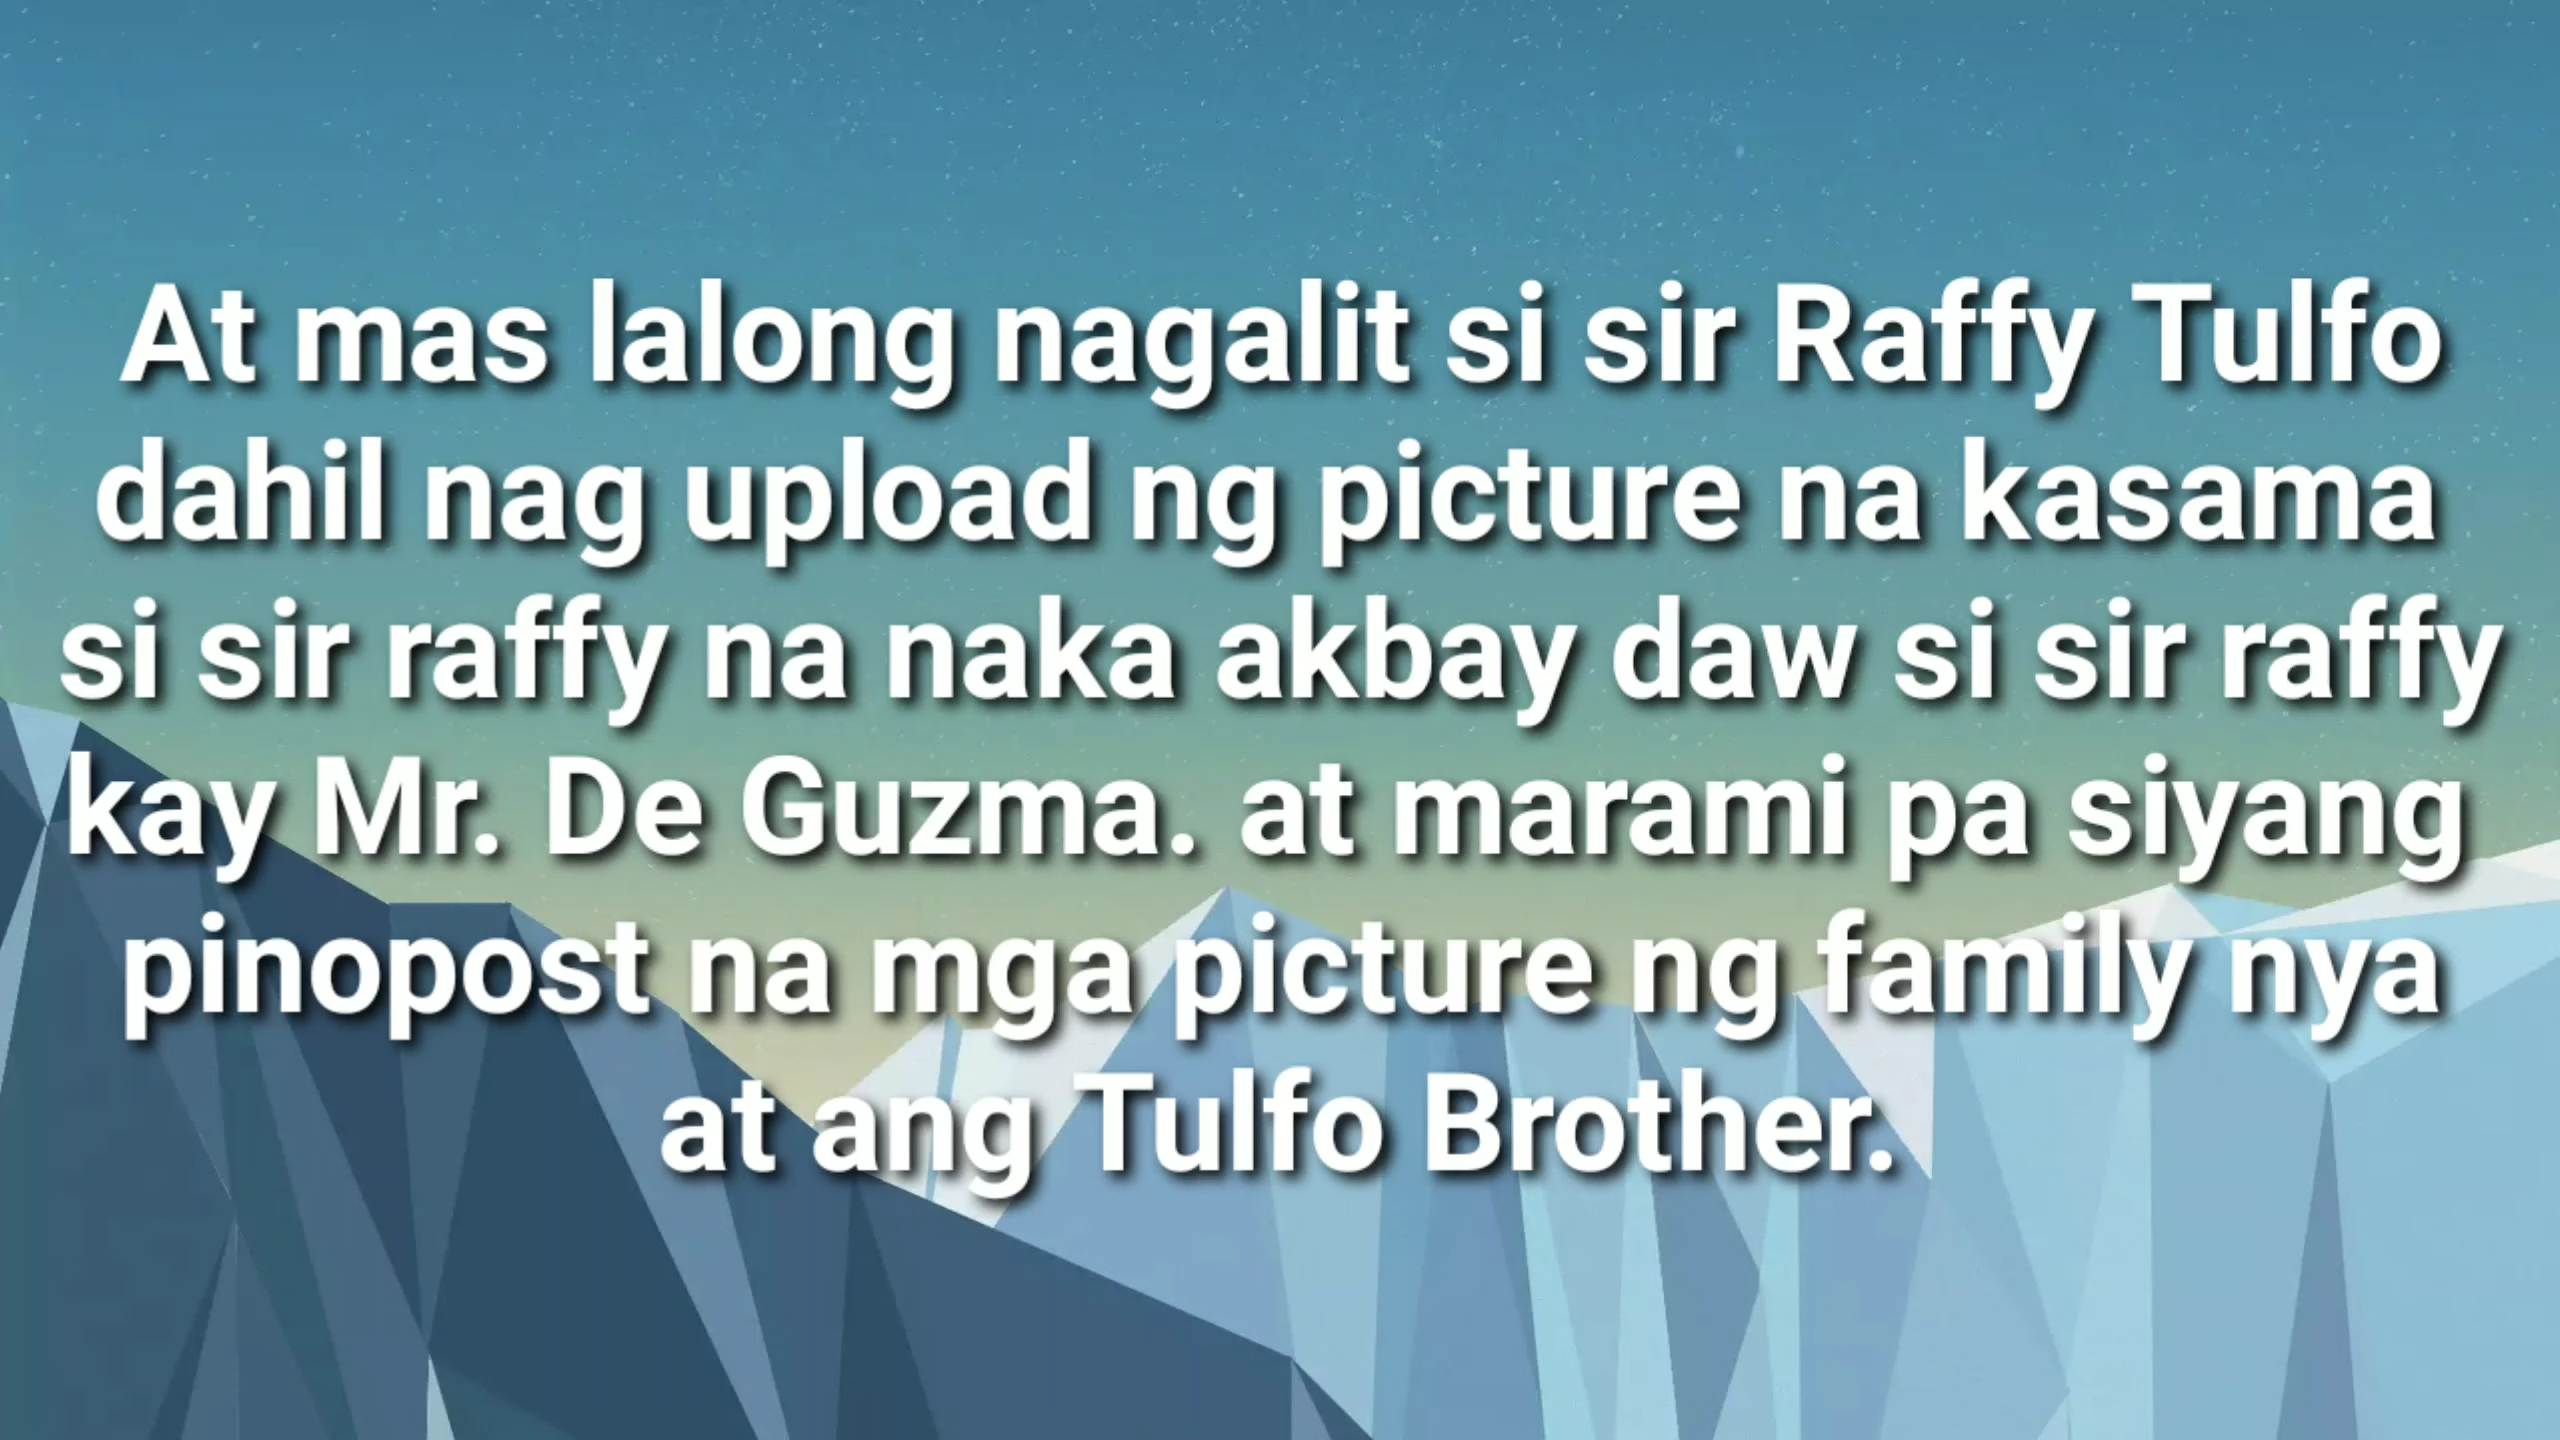 At mas lalong nagalit si sir Raffy Tulfo
dahil nag upload ng picture na kasama
si sir raffy na naka akbay daw si sir raffy
kay Mr. De Guzma. at marami pa siyang
pinopost na mga picture ng family nya
at ang Tulfo Brother.